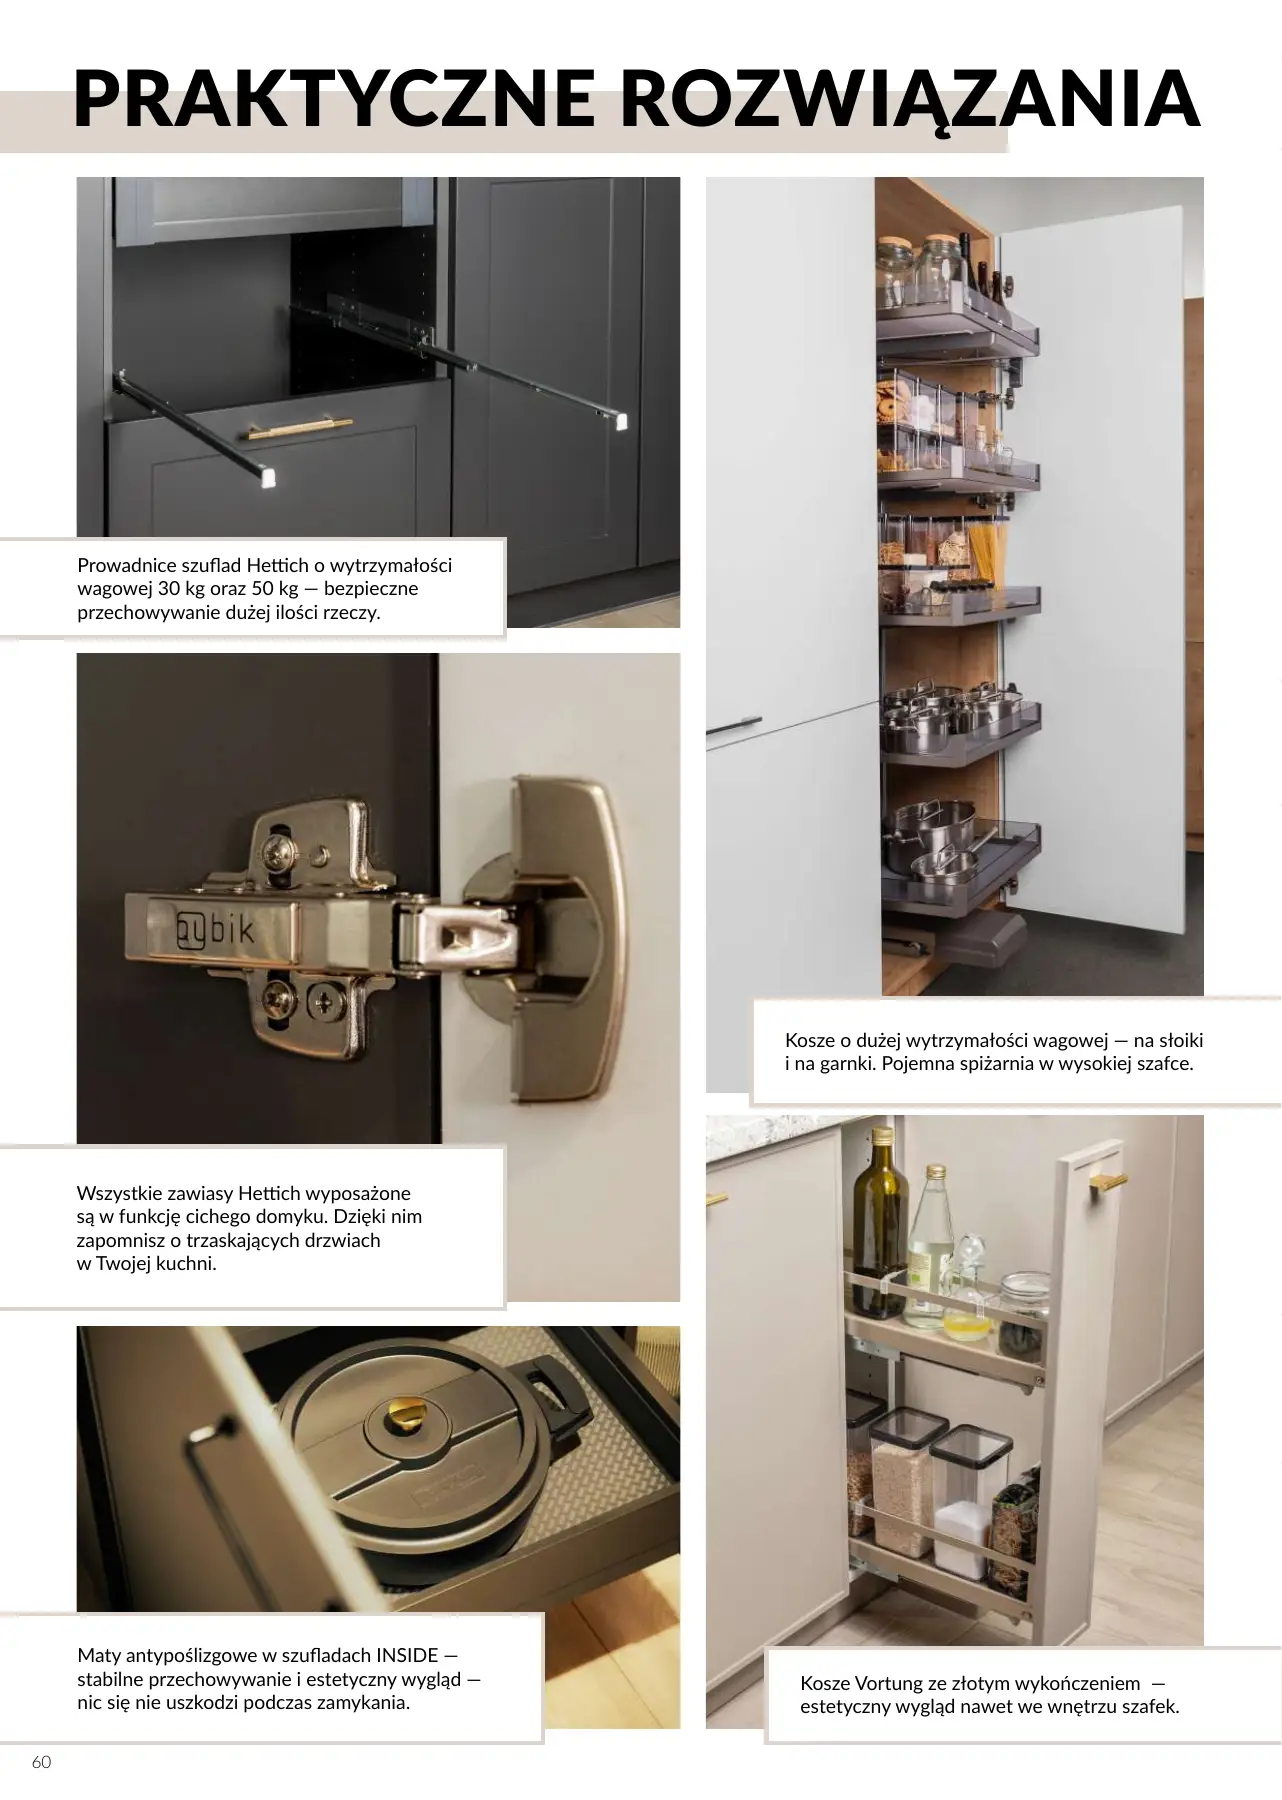 PRAKTYCZNE ROZWIĄZANIA
Prowadnice szuflad Hettich o wytrzymałości
wagowej 30 kg oraz 50 kg — bezpieczne
przechowywanie dużej ilości rzeczy.
Qubik
Wszystkie zawiasy Hettich wyposażone
są w funkcję cichego domyku. Dzięki nim
zapomnisz o trzaskających drzwiach
w Twojej kuchni.
Maty antypoślizgowe w szufladach INSIDE —
stabilne przechowywanie i estetyczny wygląd —
nic się nie uszkodzi podczas zamykania.
Kosze o dużej wytrzymałości wagowej — na słoiki
i na garnki. Pojemna spiżarnia w wysokiej szafce.
Kosze Vortung ze złotym wykończeniem —
estetyczny wygląd nawet we wnętrzu szafek.
60